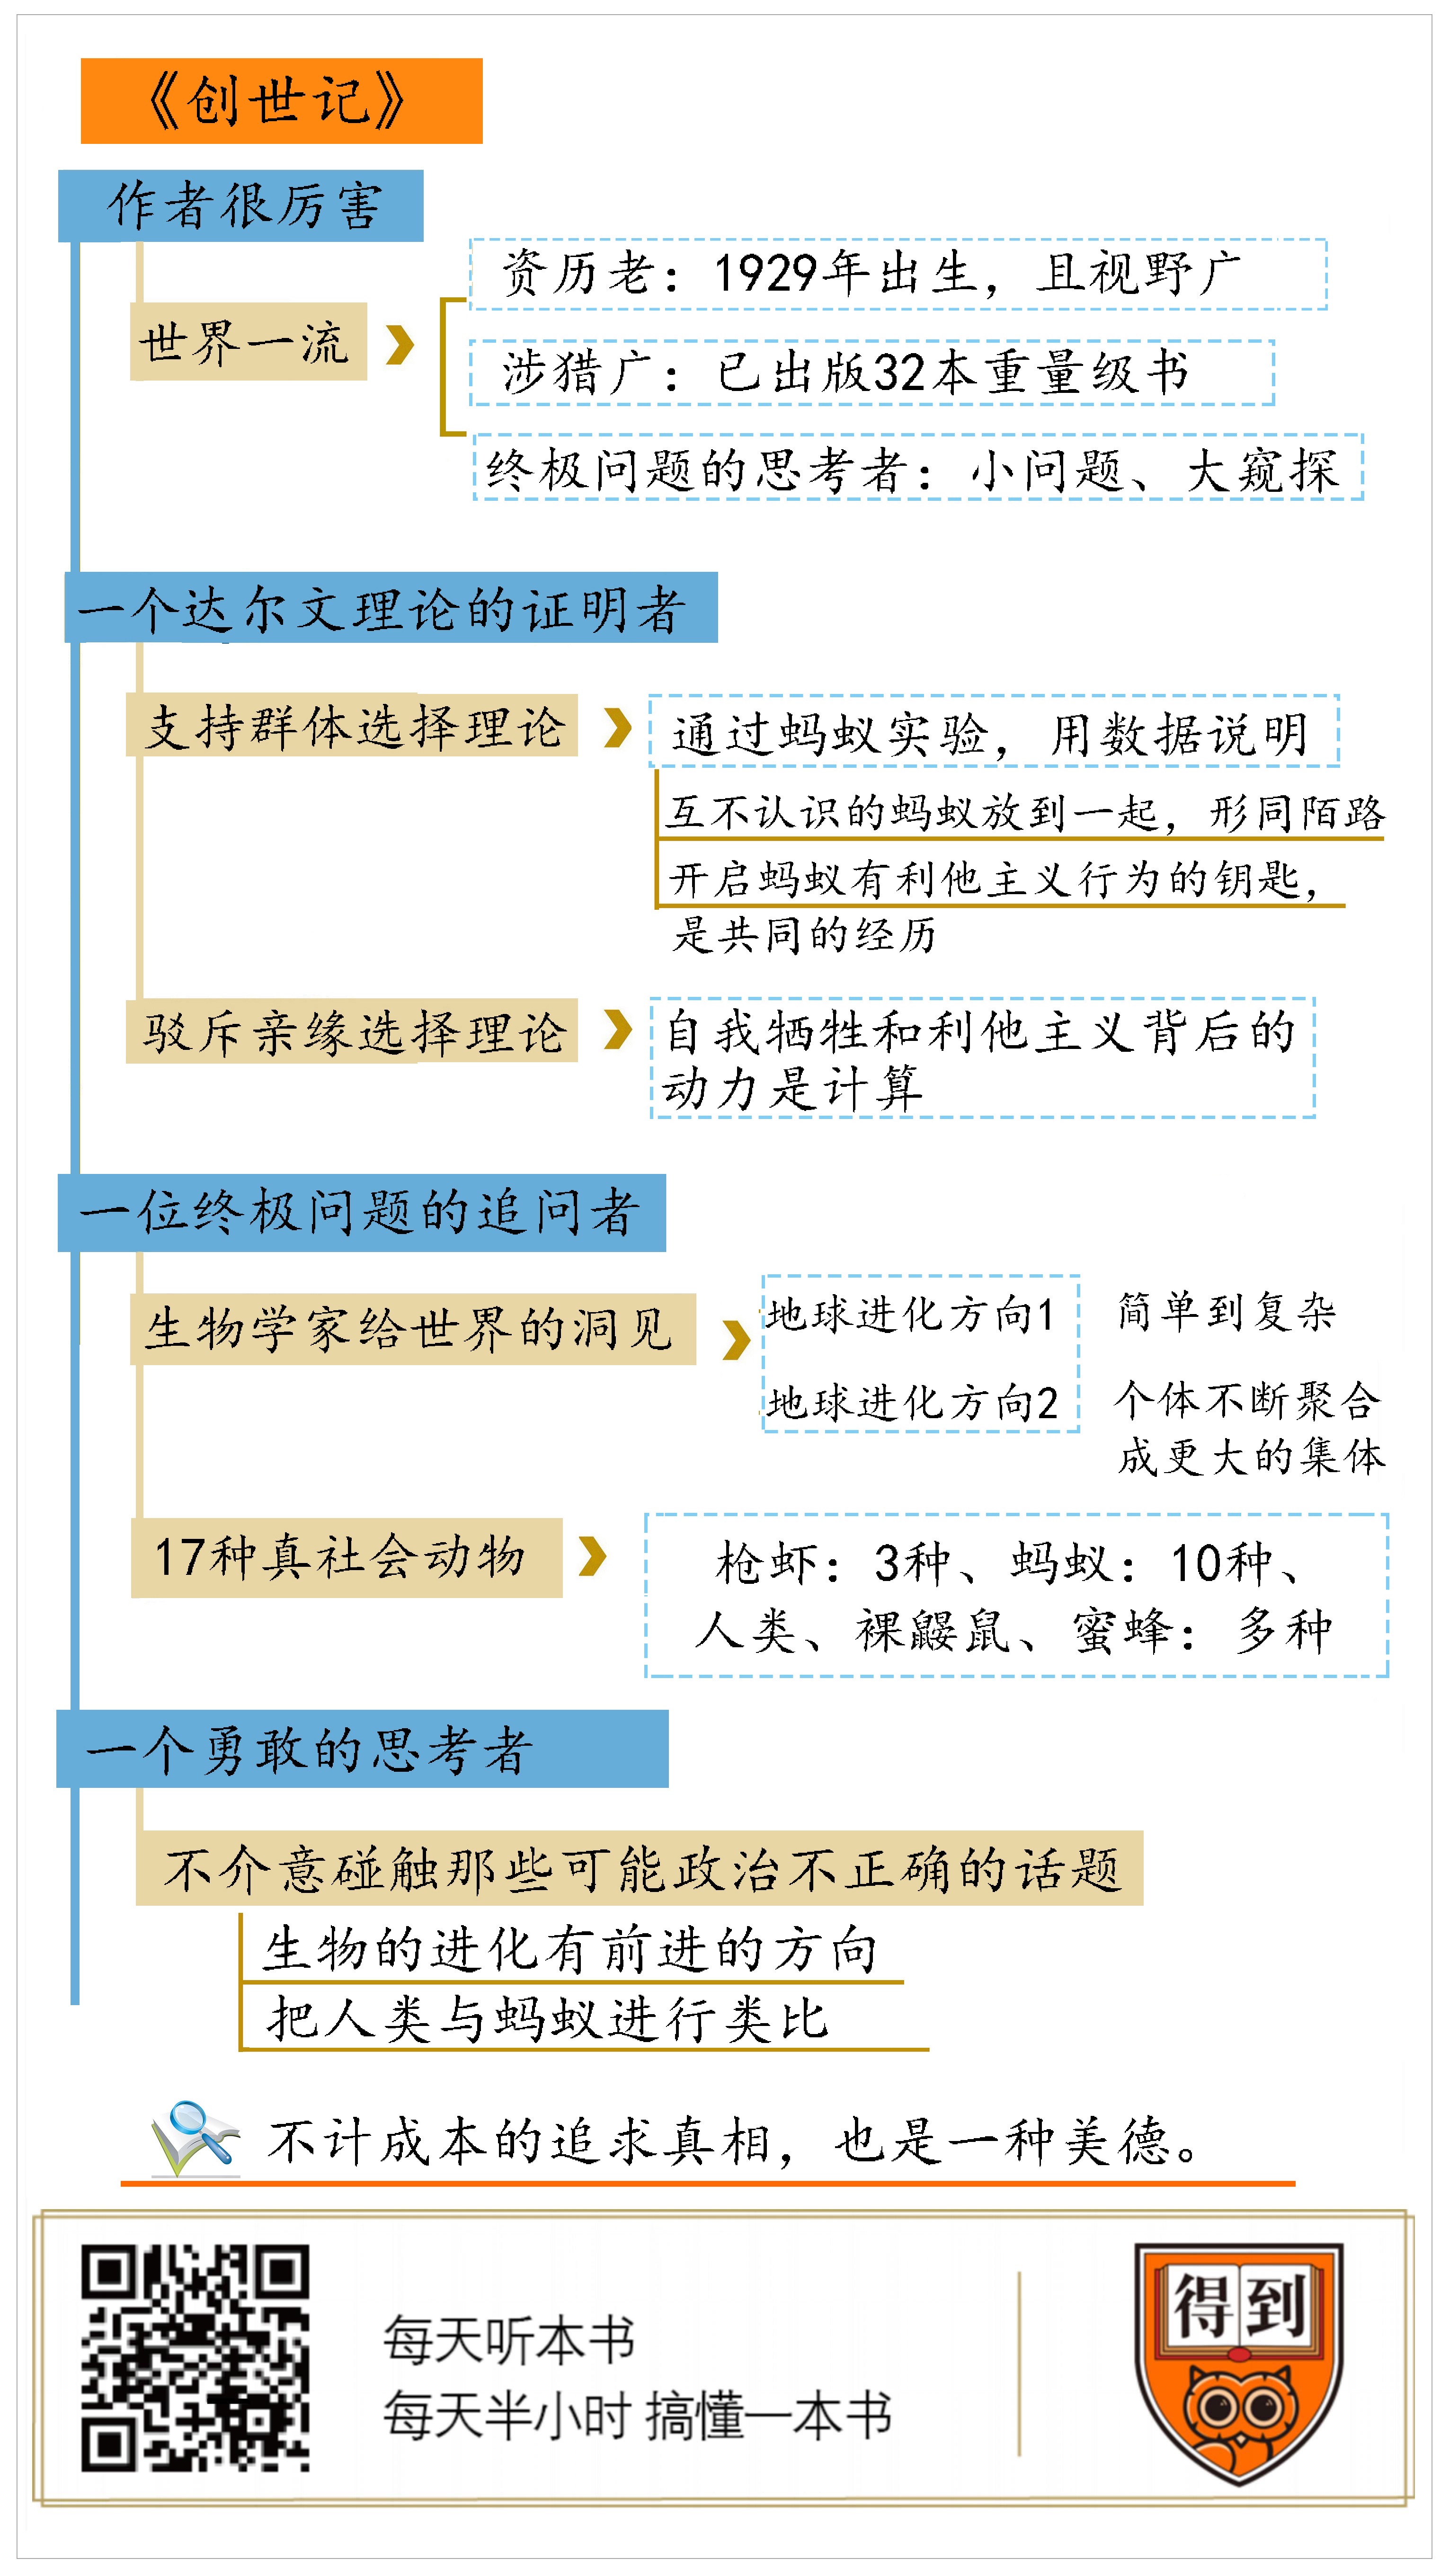 《创世记》
作者很厉害
世界一流
资历老：1929年出生，且视野广
涉猎广：已出版32本重量级书
终极问题的思考者：小问题、大窥探
一个达尔文理论的证明者
支持群体选择理论
通过蚂蚁实验，用数据说明
互不认识的蚂蚁放到一起，形同陌路
开启蚂蚁有利他主义行为的钥匙，
是共同的经历
驳斥亲缘选择理论
自我牺牲和利他主义背后的
动力是计算
一位终极问题的追问者
生物学家给世界的洞见
地球进化方向1 简单到复杂
地球进化方向2 个体不断聚合
成更大的集体
17种真社会动物
枪虾：3种、蚂蚁：10种、
人类、裸鼹鼠、蜜蜂：多种
一个勇敢的思考者
不介意碰触那些可能政治不正确的话题
生物的进化有前进的方向
把人类与蚂蚁进行类比
不计成本的追求真相，也是一种美德。
每天听本书
每天半小时 搞懂一本书
得到